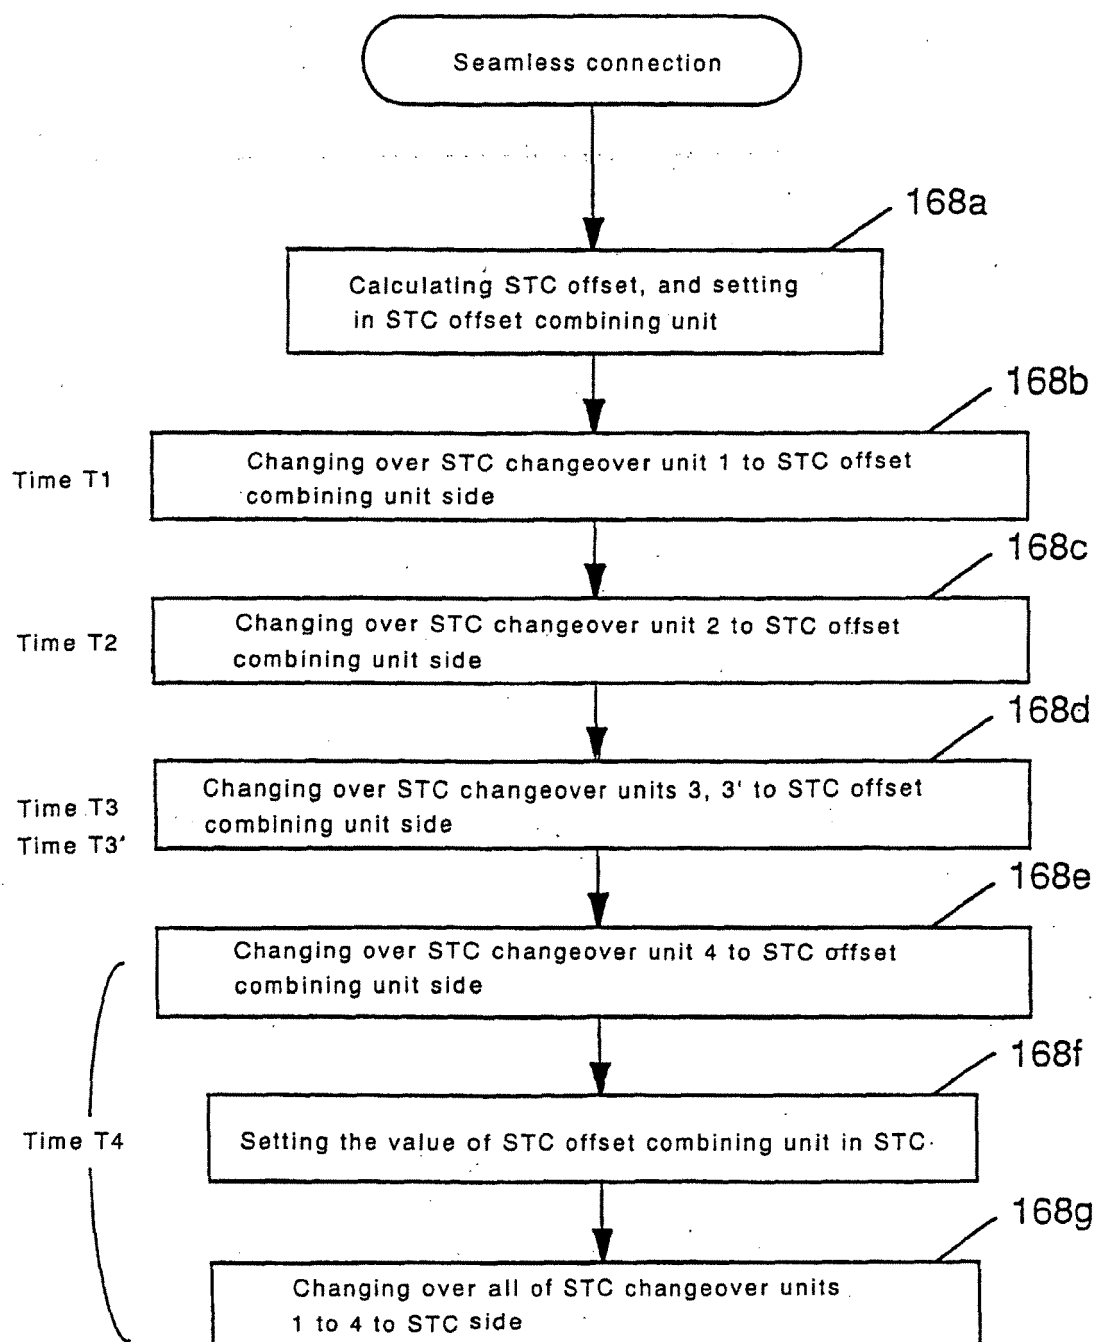 Seamless connection
168a
Calculating STC offset, and setting
in STC offset combining unit
168b
Time T1
Changing over STC changeover unit 1 to STC offset
combining unit side
168c
Time T2
Changing over STC changeover unit 2 to STC offset
combining unit side
168d
Time T3
Time T3'
Changing over STC changeover units 3, 3' to STC offset
combining unit side
168e
Changing over STC changeover unit 4 to STC offset
combining unit side
168f
Time T4
Setting the value of STC offset combining unit in STC
168g
Changing over all of STC changeover units
1 to 4 to STC side